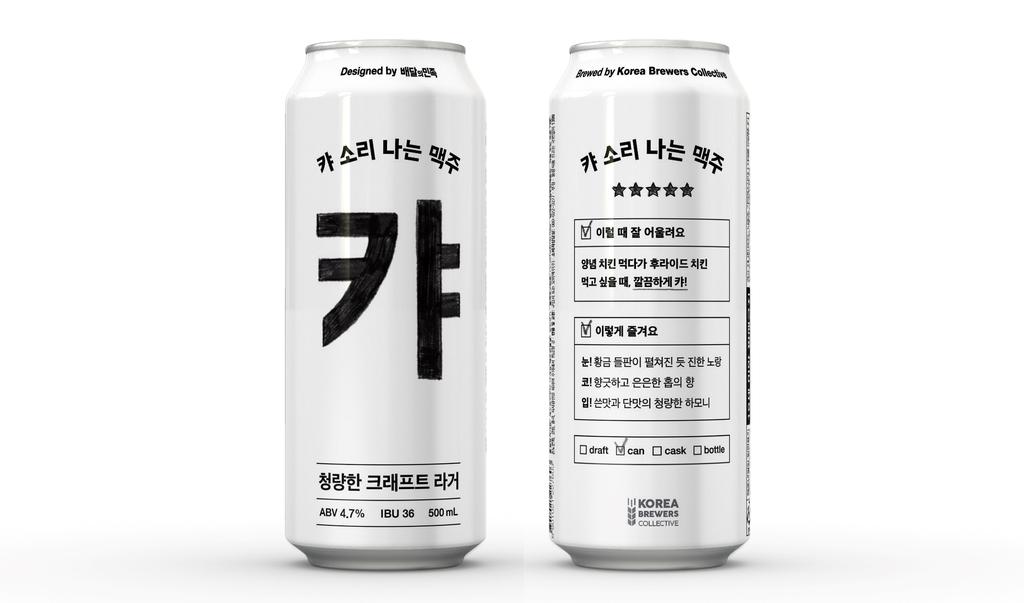 Designed by 배달의민족
캬 소리 나는 맥주
캬
청량한 크래프트 라거
ABV 4.7% IBU 36 500 mL
Brewed by Korea Brewers Collective
캬 소리 나는 맥주
이럴 때 잘 어울려요
양념 치킨 먹다가 후라이드 치킨
먹고 싶을 때, 깔끔하게 캬!
이렇게 즐겨요
눈! 황금 들판이 펼쳐진 듯 진한 노랑
코! 향긋하고 은은한 홉의 향
입! 쓴맛과 단맛의 청량한 하모니
draft can cask bottle
KOREA
BREWERS
COLLECTIVE